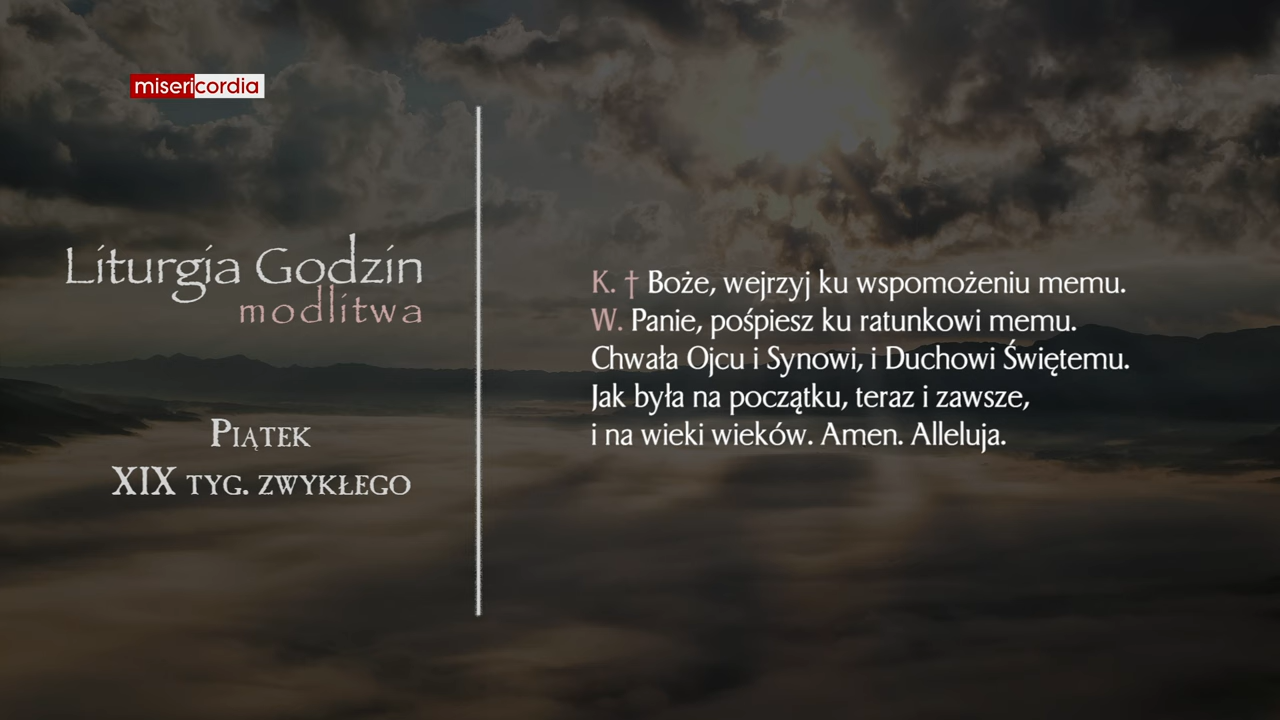 misericordia
Liturgia Godzin
modlitwa
Piątek
XIX tyg. zwykłego
K. † Boże, wejrzyj ku wspomożeniu memu.
W. Panie, pośpiesz ku ratunkowi memu.
Chwała Ojcu i Synowi, i Duchowi Świętemu.
Jak była na początku, teraz i zawsze,
i na wieki wieków. Amen. Alleluja.